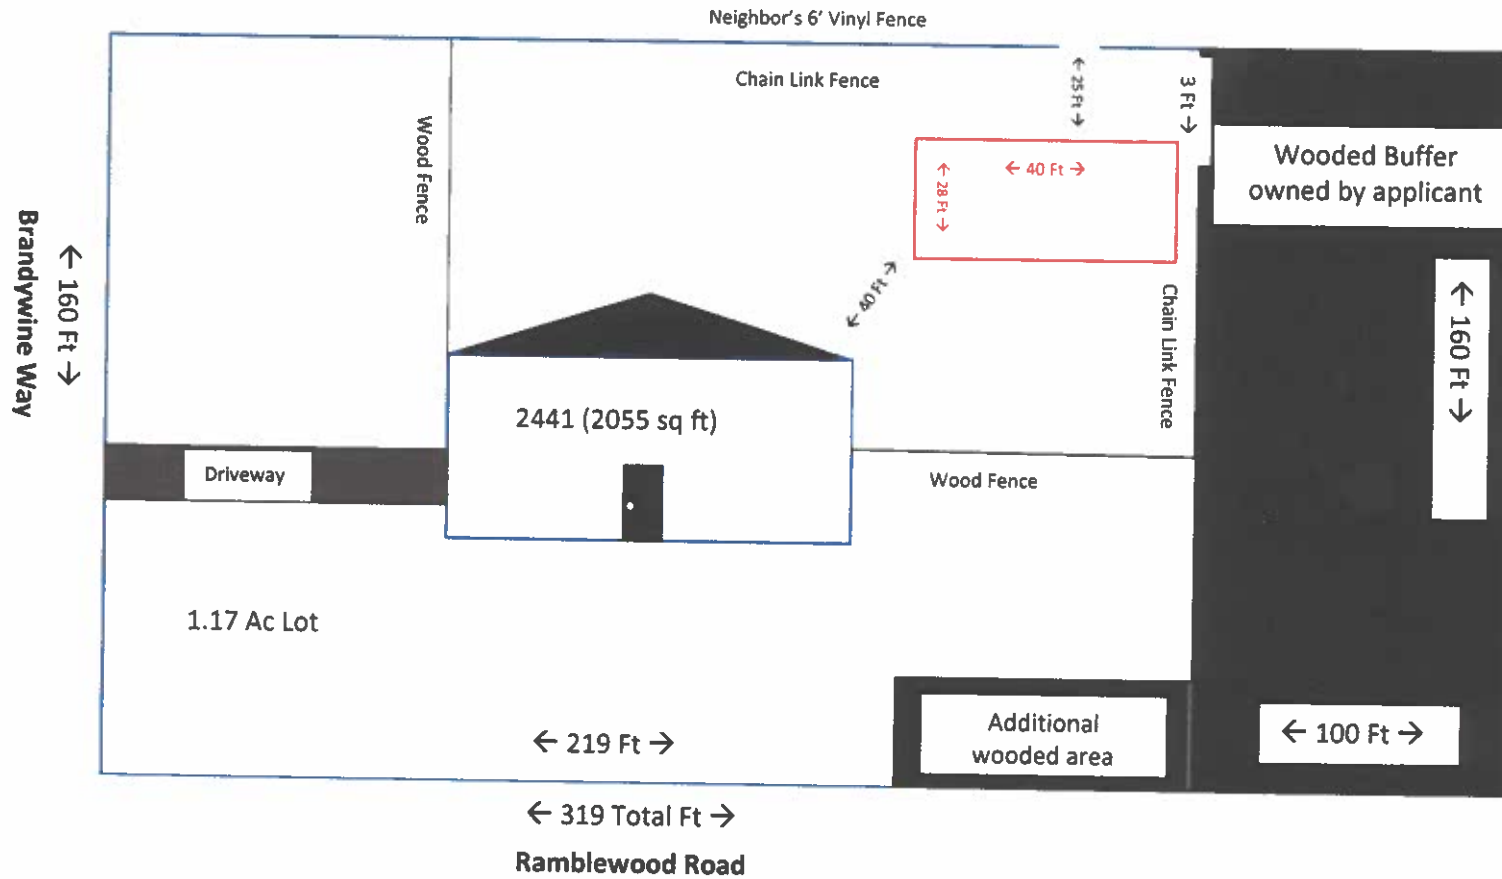 Neighbor's 6' Vinyl Fence
Chain Link Fence
← 25 Ft →
3 Ft →
Wood Fence
← 40 Ft →
← 28 Ft →
Wooded Buffer
owned by applicant
Brandywine Way
← 160 Ft →
← 40 Ft →
Chain Link Fence
← 160 Ft →
2441 (2055 sq ft)
Driveway
Wood Fence
1.17 Ac Lot
← 219 Ft →
Additional
wooded area
← 100 Ft →
← 319 Total Ft →
Ramblewood Road